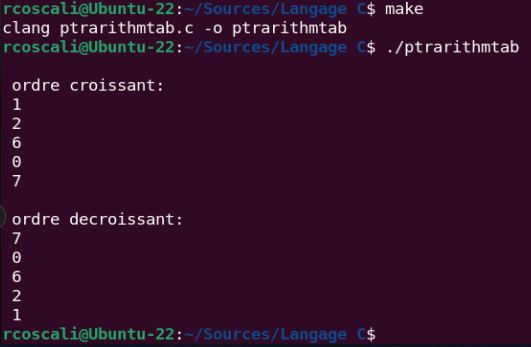 rcoscali@Ubuntu-22:~/Sources/Langage C$ make
clang ptrarithmtab.c -o ptrarithmtab
rcoscali@Ubuntu-22:~/Sources/Langage C$ ./ptrarithmtab
ordre croissant:
1
2
6
0
7
ordre decroissant:
7
0
6
2
1
rcoscali@Ubuntu-22:~/Sources/Langage C$